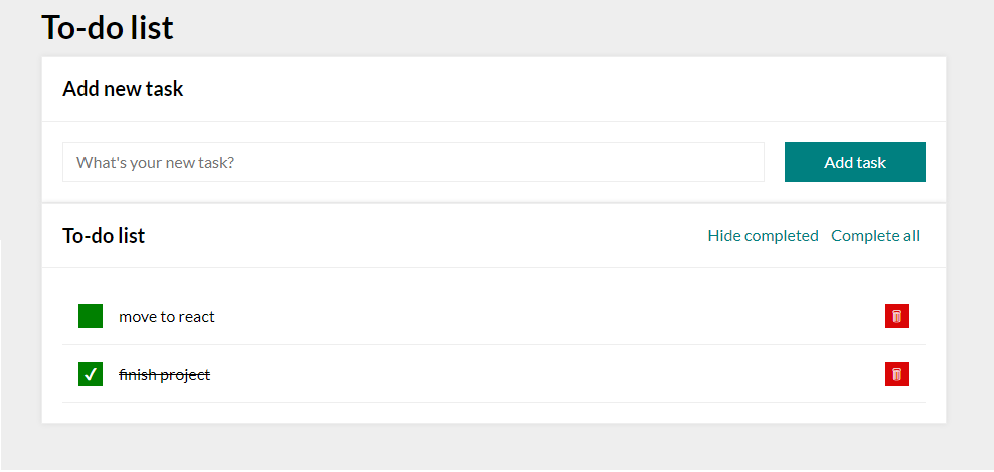 To-do list
Add new task
What's your new task?
Add task
To-do list
Hide completed
Complete all
move to react
finish project